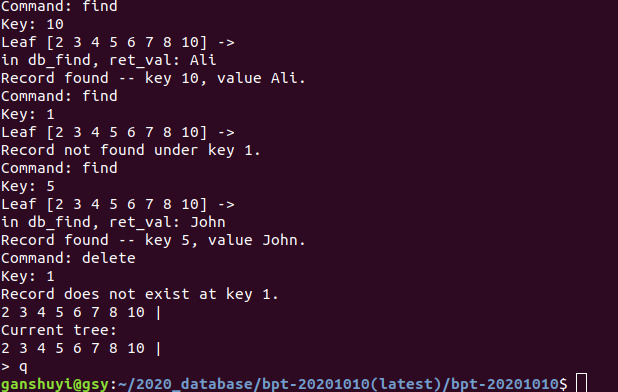 Command: find
Key: 10
Leaf [2 3 4 5 6 7 8 10] ->
in db_find, ret_val: Ali
Record found -- key 10, value Ali.
Command: find
Key: 1
Leaf [2 3 4 5 6 7 8 10] ->
Record not found under key 1.
Command: find
Key: 5
Leaf [2 3 4 5 6 7 8 10] ->
in db_find, ret_val: John
Record found -- key 5, value John.
Command: delete
Key: 1
Record does not exist at key 1.
2 3 4 5 6 7 8 10 |
Current tree:
2 3 4 5 6 7 8 10 |
> q
ganshuyi@gsy:~/2020_database/bpt-20201010(latest)/bpt-20201010$